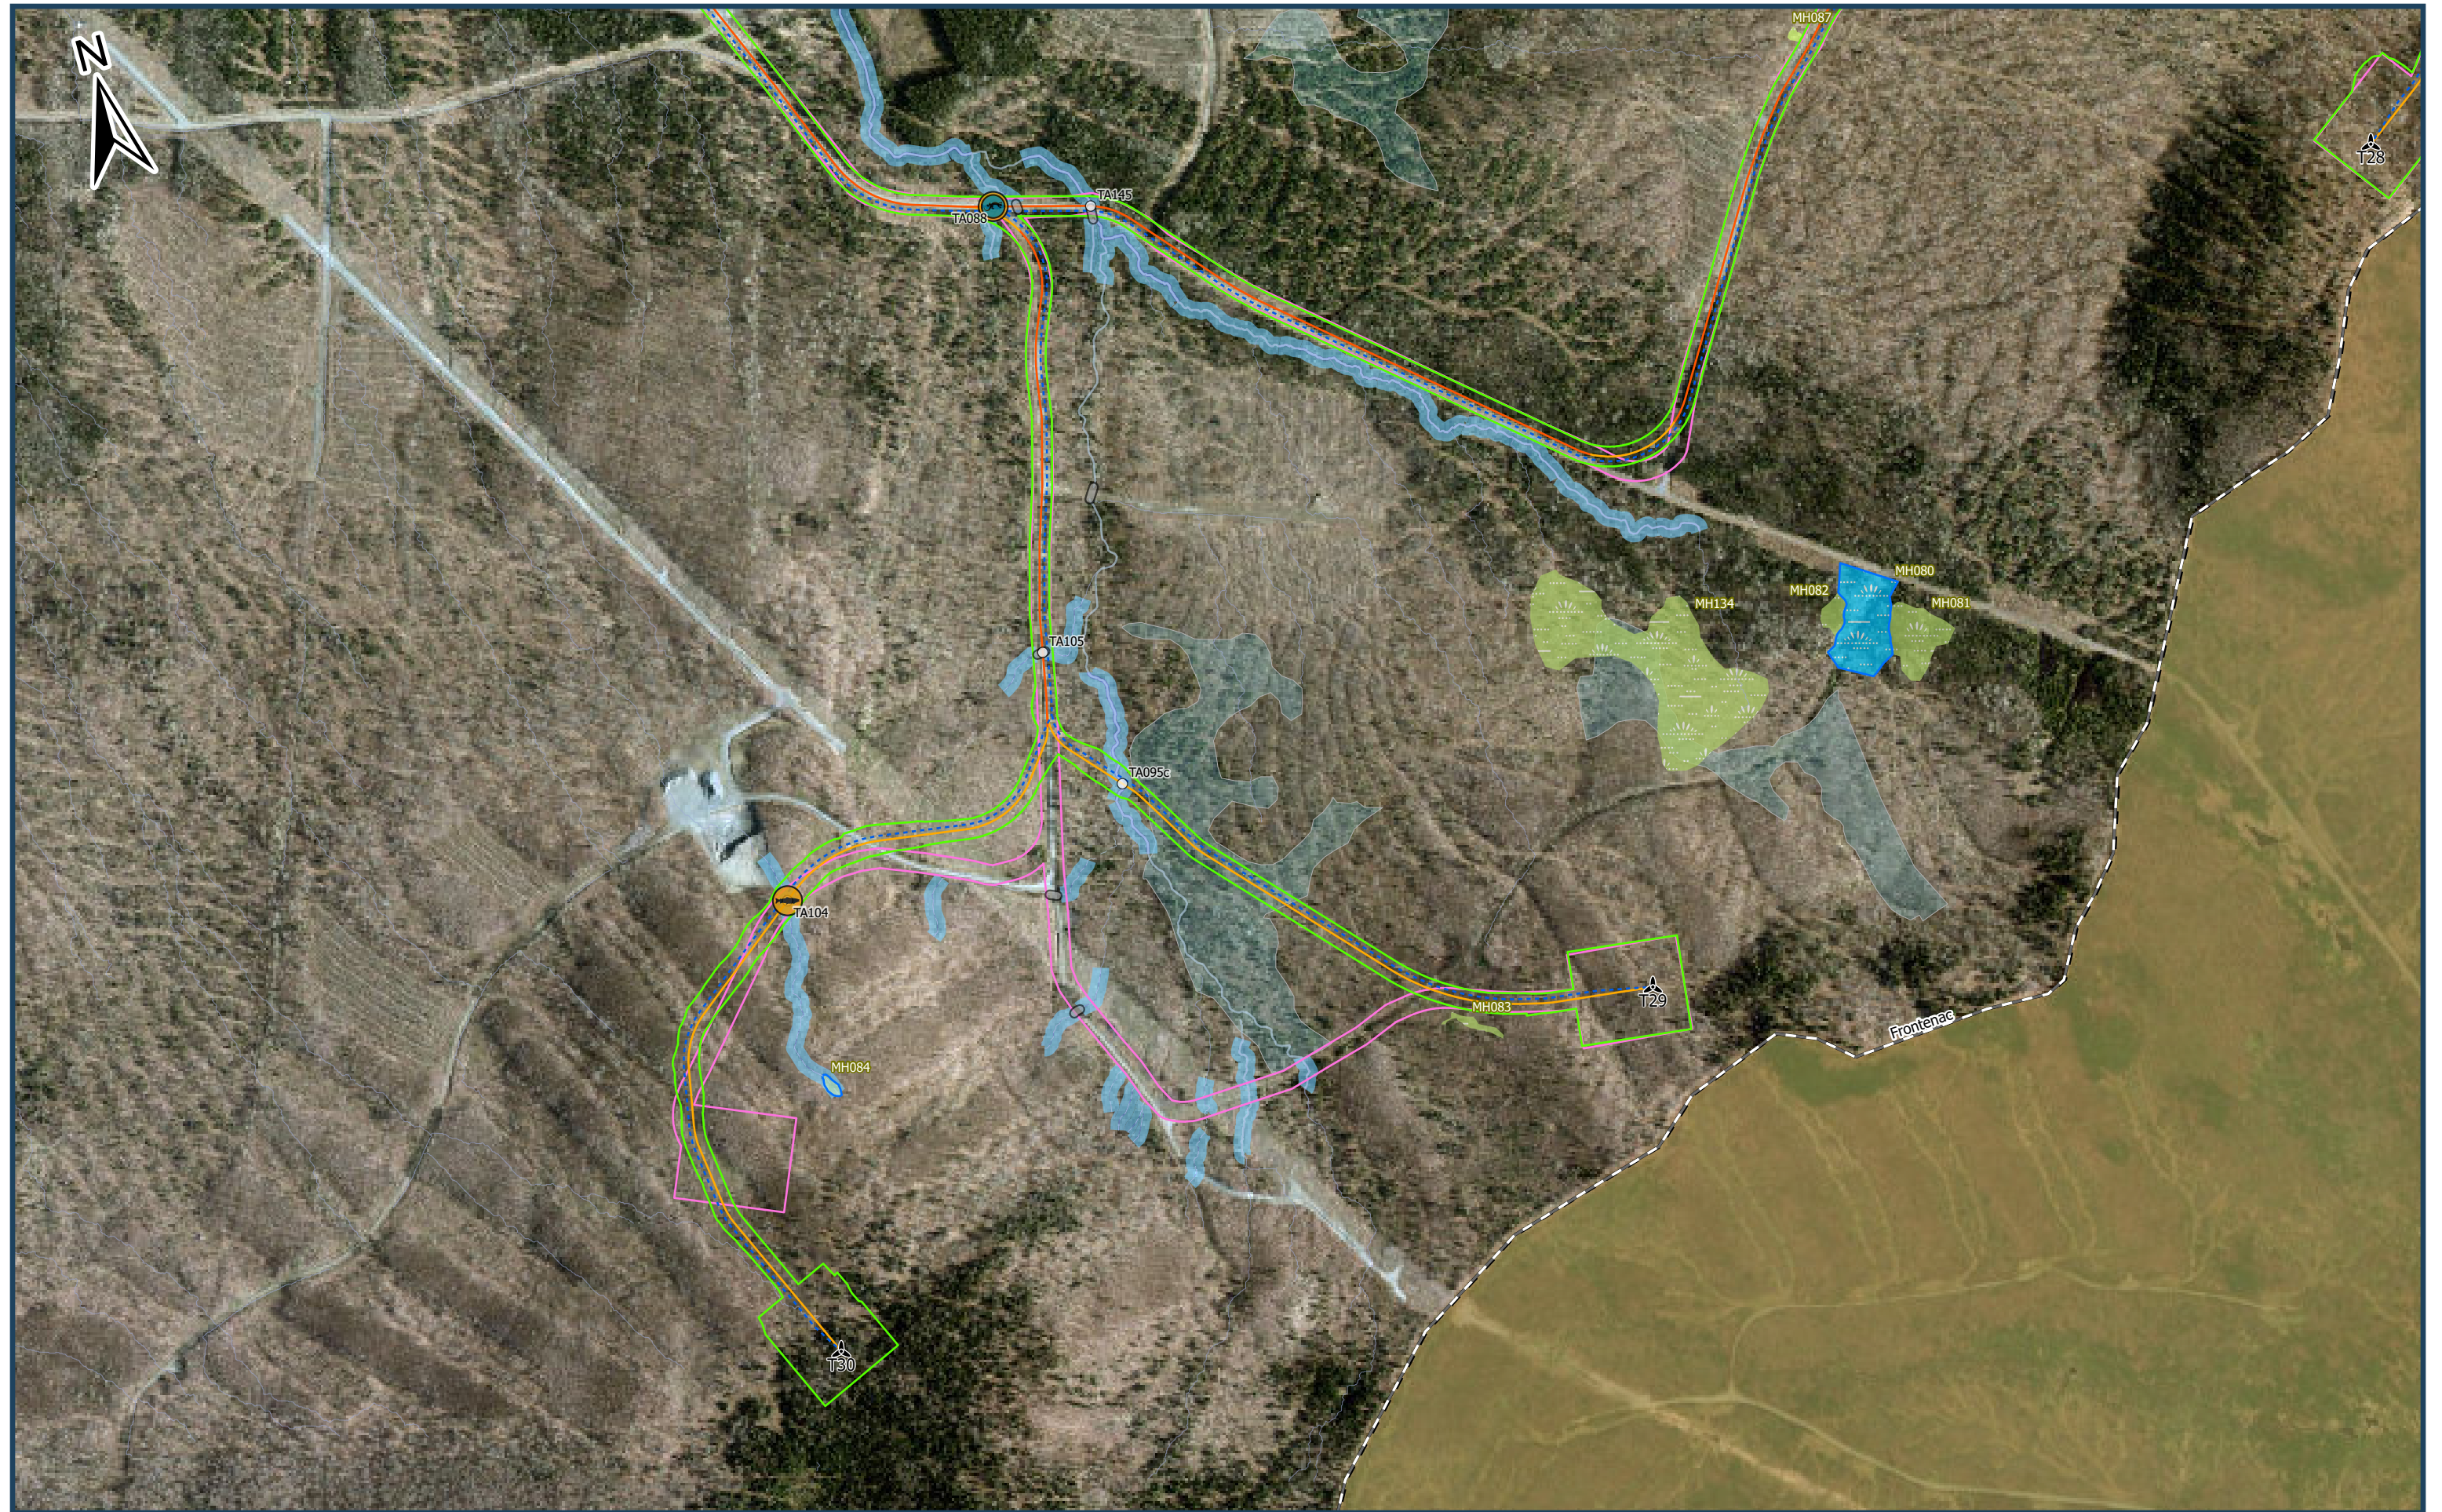 MH087
N
T28
TA145
TA088
MH080
MH082
MH081
MH134
TA105
TA095c
TA104
T29
MH083
Frontenac
MH084
T30